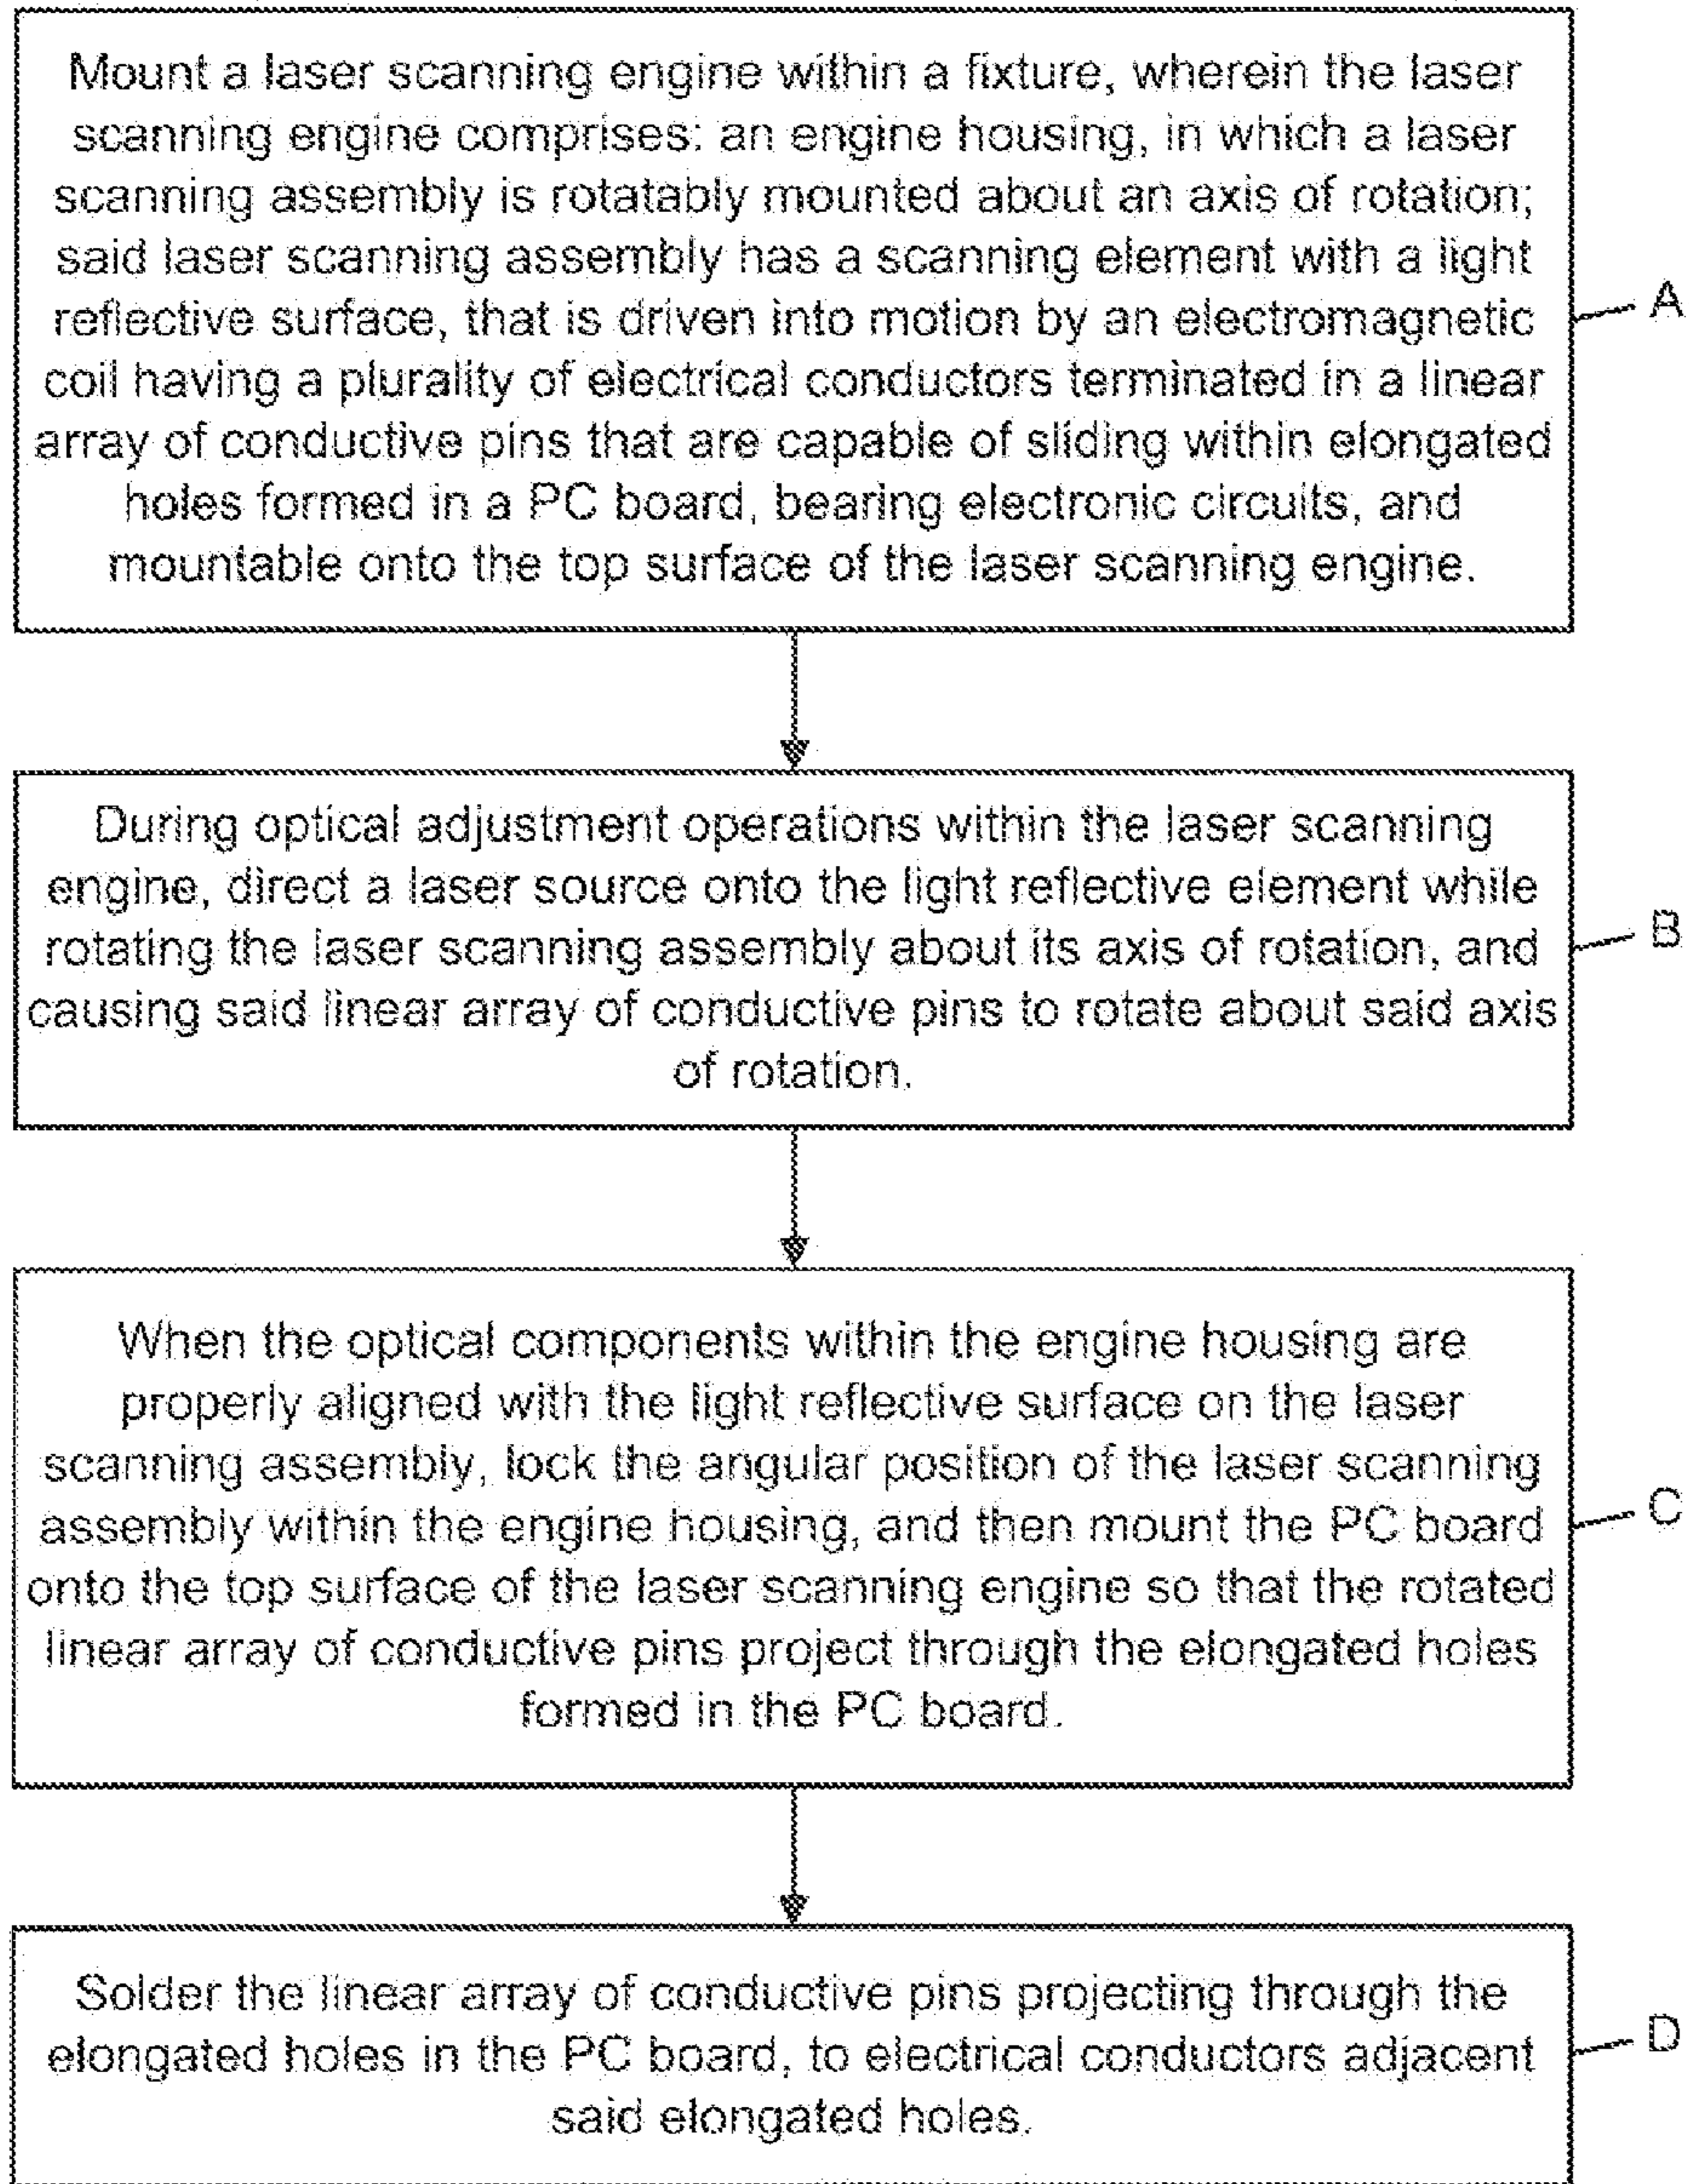 Mount a laser scanning engine within a fixture, wherein the laser
scanning engine comprises: an engine housing, in which a laser
scanning assembly is rotatably mounted about an axis of rotation;
said laser scanning assembly has a scanning element with a light
reflective surface, that is driven into motion by an electromagnetic
coil having a plurality of electrical conductors terminated in a linear
array of conductive pins that are capable of sliding within elongated
holes formed in a PC board, bearing electronic circuits, and
mountable onto the top surface of the laser scanning engine.
A
During optical adjustment operations within the laser scanning
engine, direct a laser source onto the light reflective element while
rotating the laser scanning assembly about its axis of rotation, and
causing said linear array of conductive pins to rotate about said axis
of rotation.
B
When the optical components within the engine housing are
properly aligned with the light reflective surface on the laser
scanning assembly, lock the angular position of the laser scanning
assembly within the engine housing, and then mount the PC board
onto the top surface of the laser scanning engine so that the rotated
linear array of conductive pins project through the elongated holes
formed in the PC board.
C
Solder the linear array of conductive pins projecting through the
elongated holes in the PC board, to electrical conductors adjacent
said elongated holes.
D